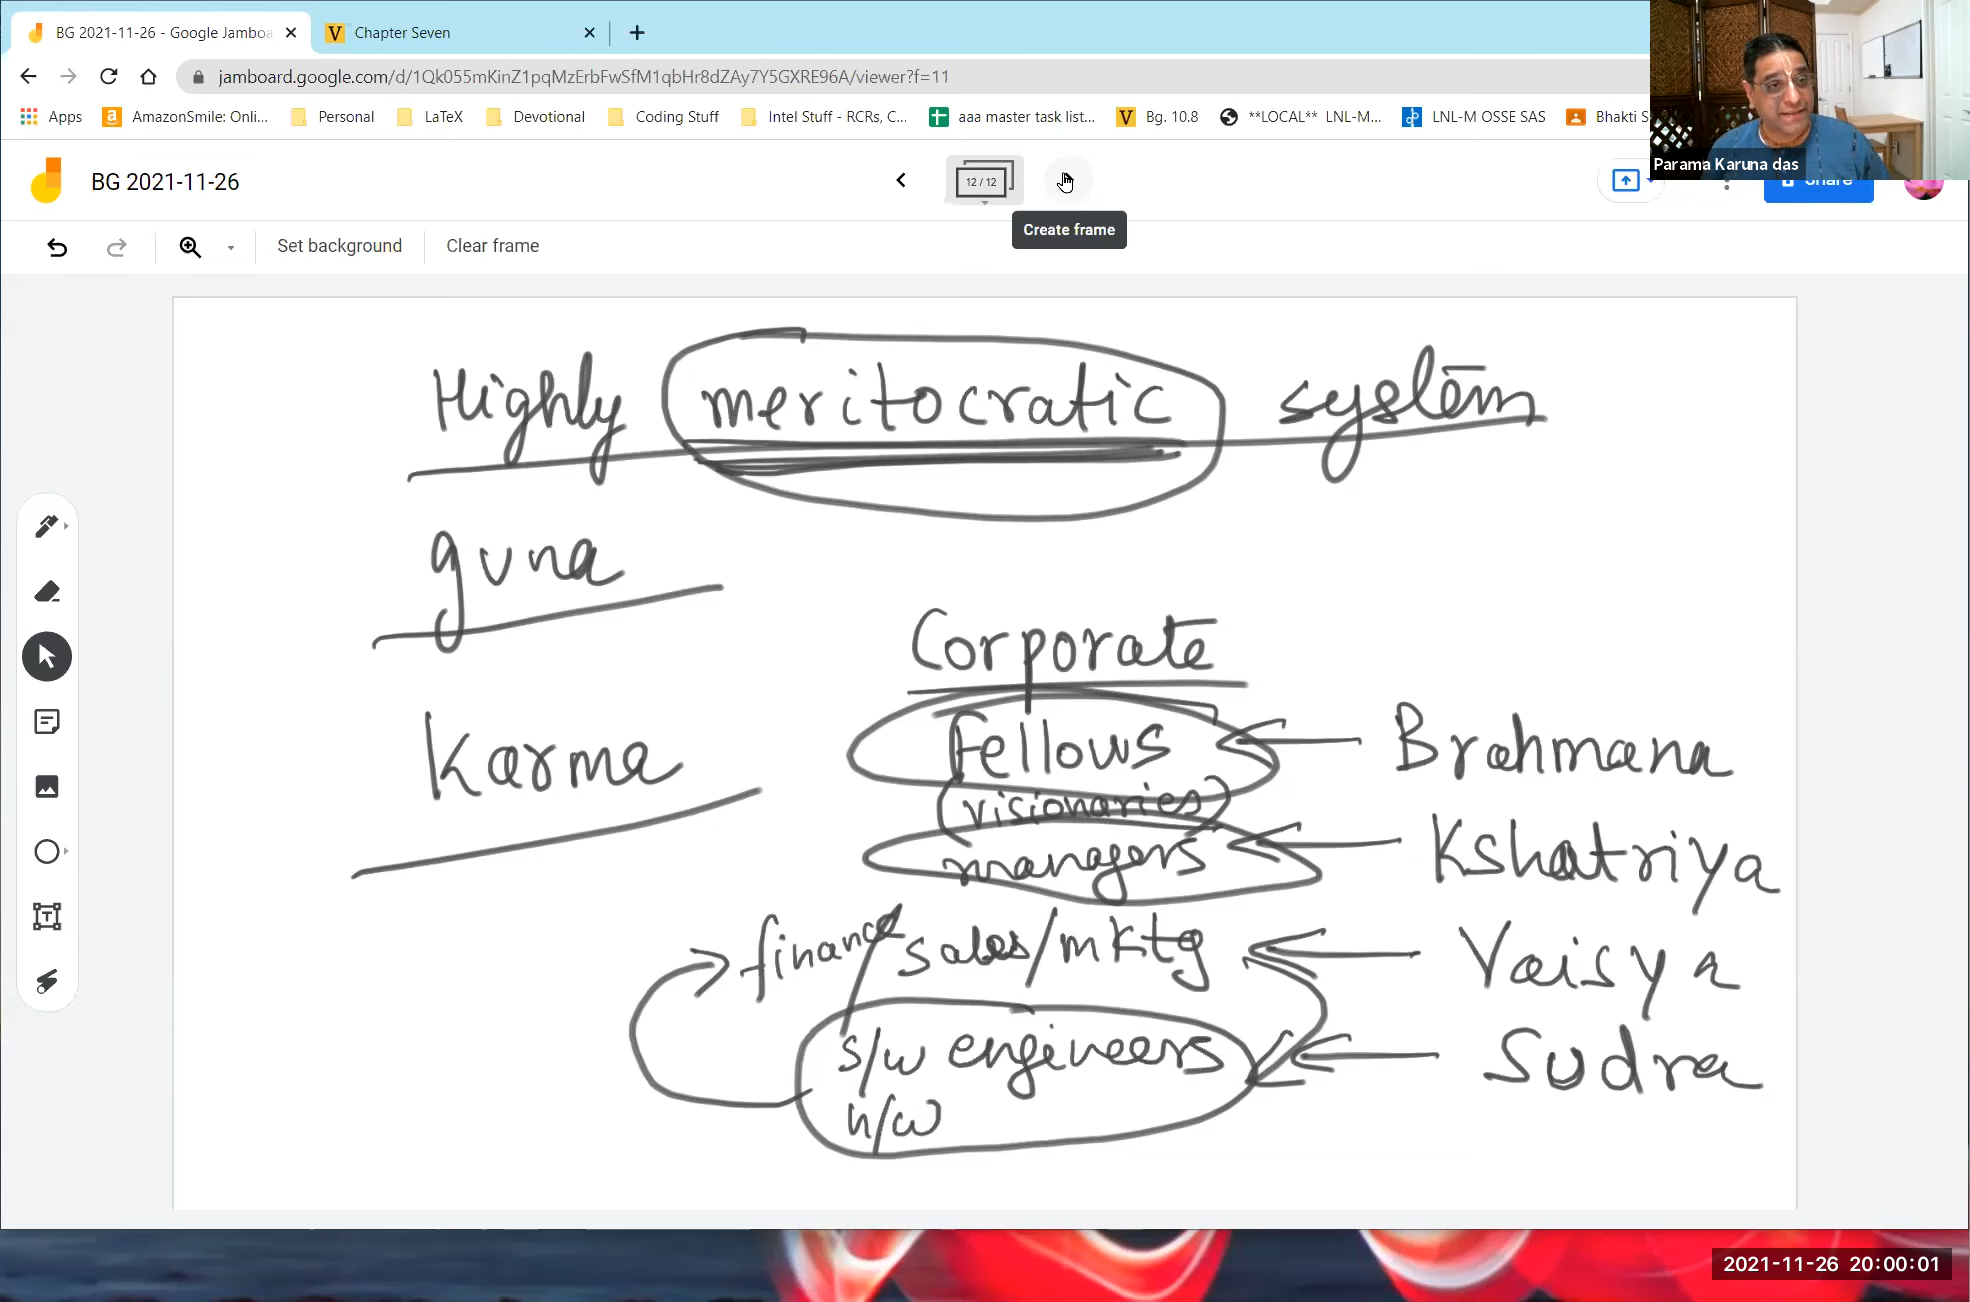 BG 2021-11-26 - Google Jamboa
Chapter Seven
jamboard.google.com/d/1Qk055mKinZ1pqMzErbFwSfM1qbHr8dZAy7Y5GXRE96A/viewer?f=11
Apps AmazonSmile: Onli... Personal LaTeX Devotional Coding Stuff Intel Stuff - RCRs, C... aaa master task list... Bg. 10.8 **LOCAL** LNL-M... LNL-M OSSE SAS Bhakti S
Parama Karuna das
BG 2021-11-26
12 / 12
Share
Create frame
Set background Clear frame
Highly meritocratic system
guna
Corporate
Karma
Fellows Brahmana
(visionaries)
managers Kshatriya
finance/sales/mktg Vaisya
s/w engineers Sudra
h/w
2021-11-26 20:00:01